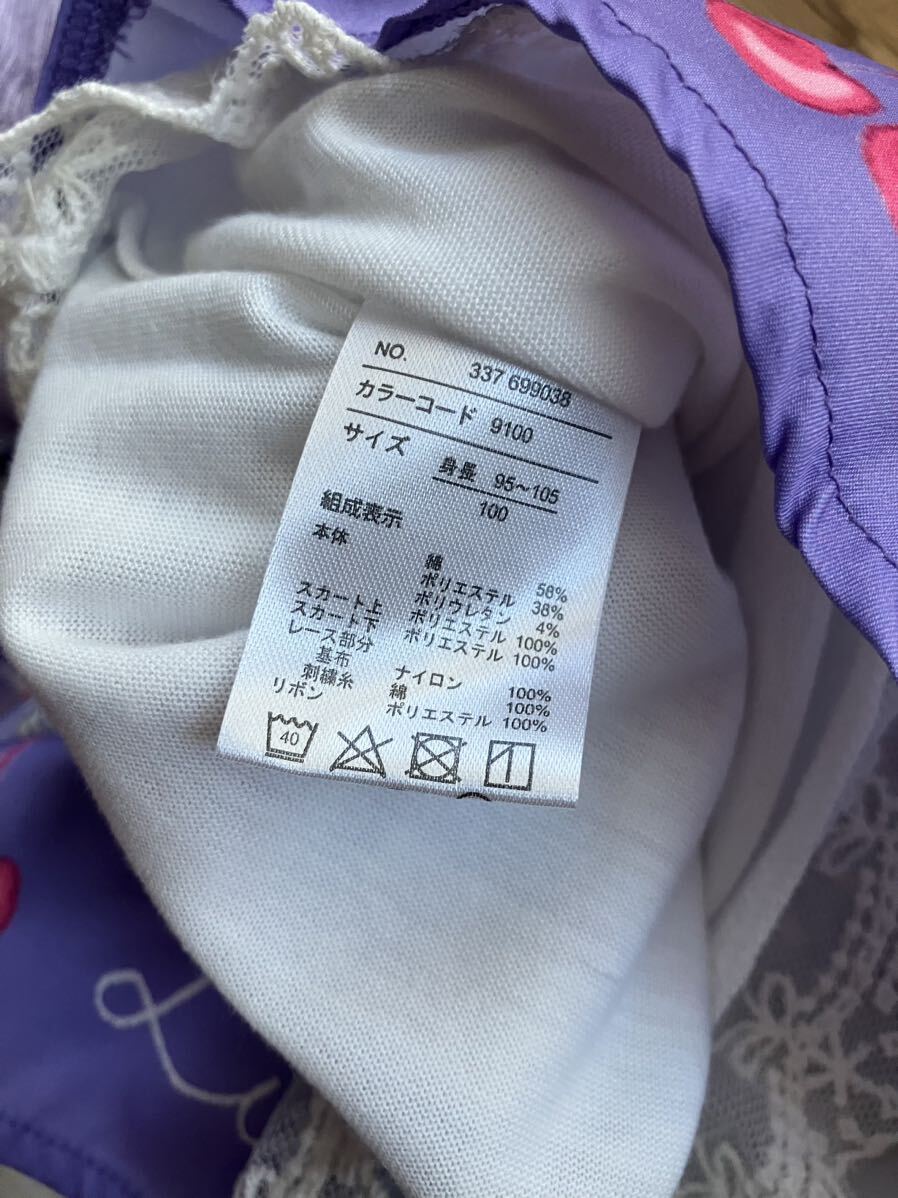 NO. 337 699038
カラーコード 9100
サイズ
身長 95～105
100
組成表示
本体
綿 58%
ポリエステル 38%
ポリウレタン 4%
スカート上 ポリエステル 100%
スカート下 ポリエステル 100%
レース部分
基布 ナイロン 100%
刺繍糸 綿 100%
リボン ポリエステル 100%
40